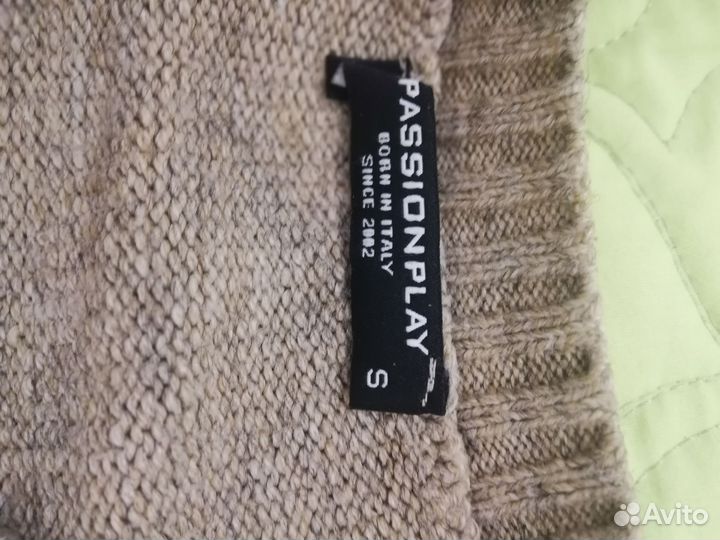 PASSIONPLAY
BORN IN ITALY
SINCE 2002
S
Avito